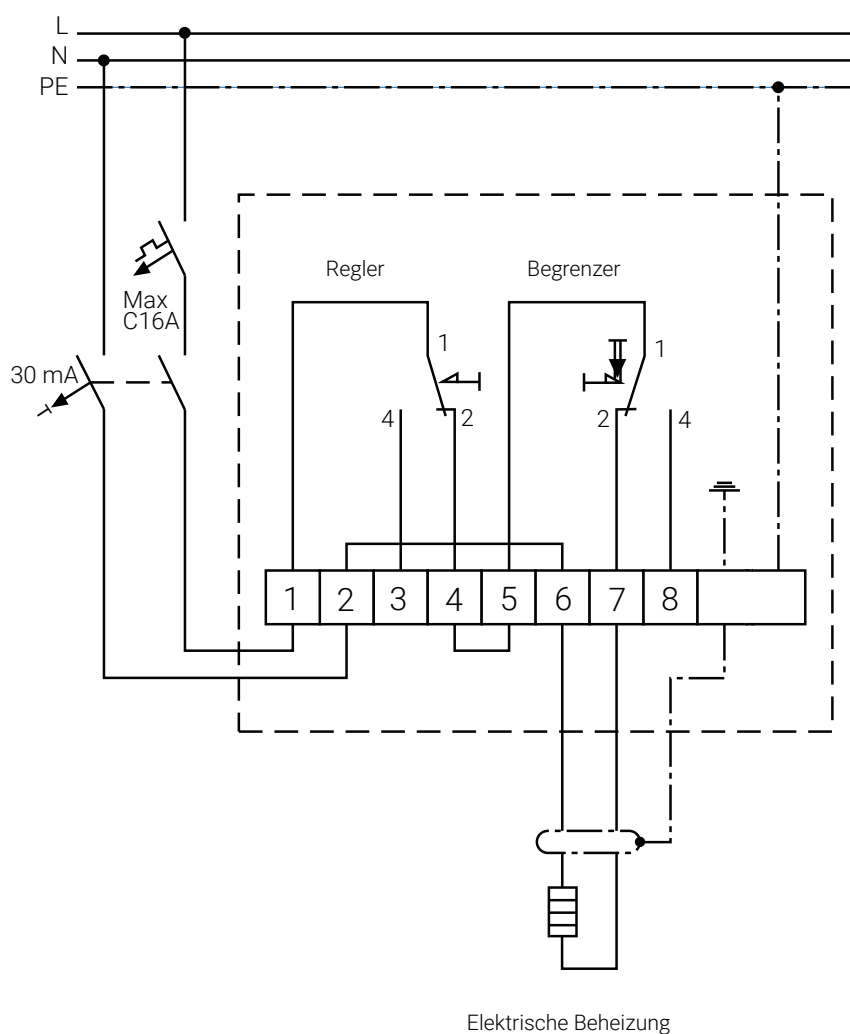 L
N
PE
Regler
Begrenzer
Max
C16A
1
1
30 mA
4
2
2
4
1 2 3 4 5 6 7 8
Elektrische Beheizung